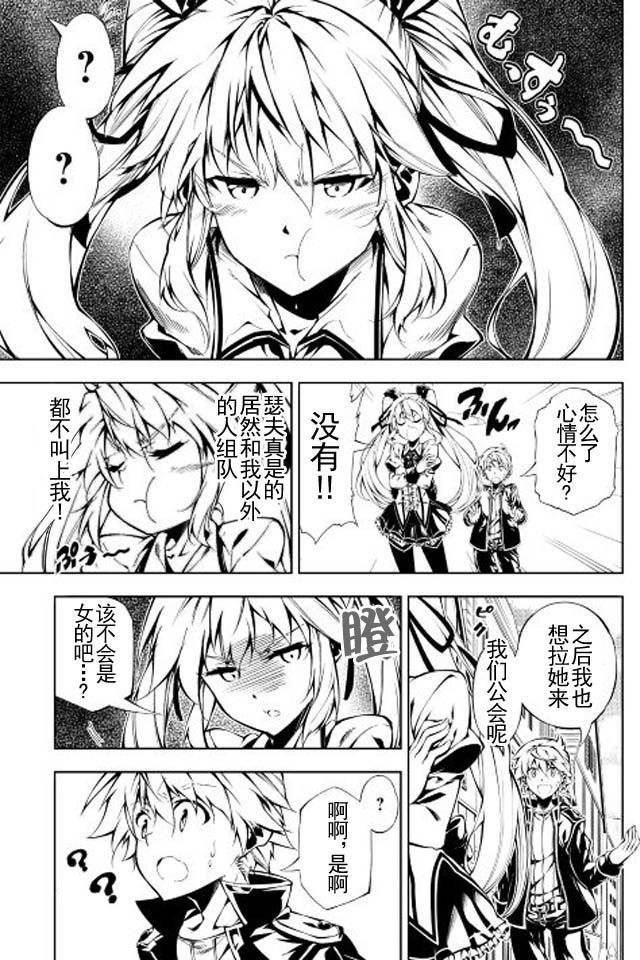 ？
？
むっすぅ～
怎么了
心情不好？
ぷんっ
没有!!
瑟夫真是的
居然和我以外
的人组队
都不叫上我！
ぷぅ～
之后我也
想拉她来
我们公会呢
ピ
瞪
该不会是
女的吧…？
？
啊啊，是啊
？？